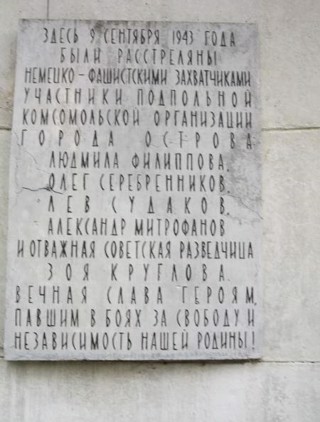 ЗДЕСЬ 9 СЕНТЯБРЯ 1943 ГОДА
БЫЛИ РАССТРЕЛЯНЫ
НЕМЕЦКО-ФАШИСТСКИМИ ЗАХВАТЧИКАМИ
УЧАСТНИКИ ПОДПОЛЬНОЙ
КОМСОМОЛЬСКОЙ ОРГАНИЗАЦИИ
ГОРОДА ОСТРОВА
ЛЮДМИЛА ФИЛИППОВА,
ОЛЕГ СЕРЕБРЕННИКОВ,
ЛЕВ СУДАКОВ,
АЛЕКСАНДР МИТРОФАНОВ
И ОТВАЖНАЯ СОВЕТСКАЯ РАЗВЕДЧИЦА
ЗОЯ КРУГЛОВА.
ВЕЧНАЯ СЛАВА ГЕРОЯМ,
ПАВШИМ В БОЯХ ЗА СВОБОДУ И
НЕЗАВИСИМОСТЬ НАШЕЙ РОДИНЫ!